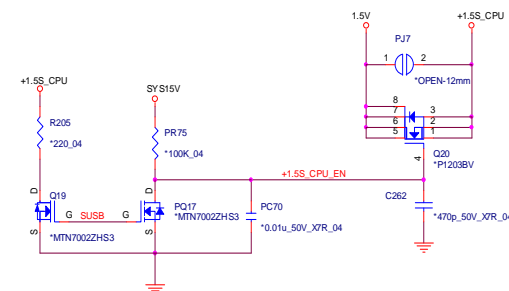 1.5V
+1.5S_CPU
PJ7
1
2
*OPEN-12mm
+1.5S_CPU
SYS15V
8
7
6
5
3
2
1
R205
*220_04
PR75
*100K_04
Q20
*P1203BV
4
+1.5S_CPU_EN
D
Q19
G
SUSB
G
D
PQ17
*MTN7002ZHS3
S
*MTN7002ZHS3
S
PC70
*0.01u_50V_X7R_04
C262
*470p_50V_X7R_04